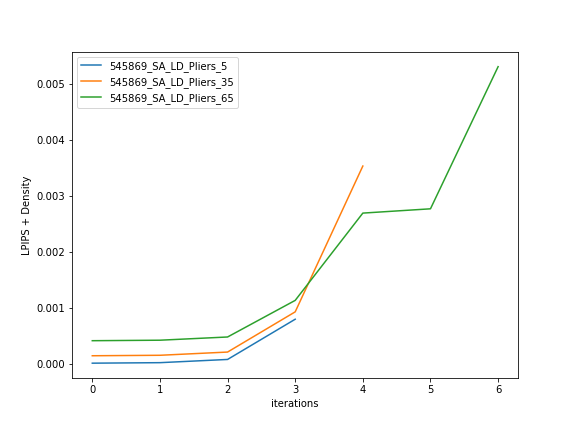 545869_SA_LD_Pliers_5
545869_SA_LD_Pliers_35
545869_SA_LD_Pliers_65
0.005
0.004
0.003
0.002
0.001
0.000
LPIPS + Density
0 1 2 3 4 5 6
iterations